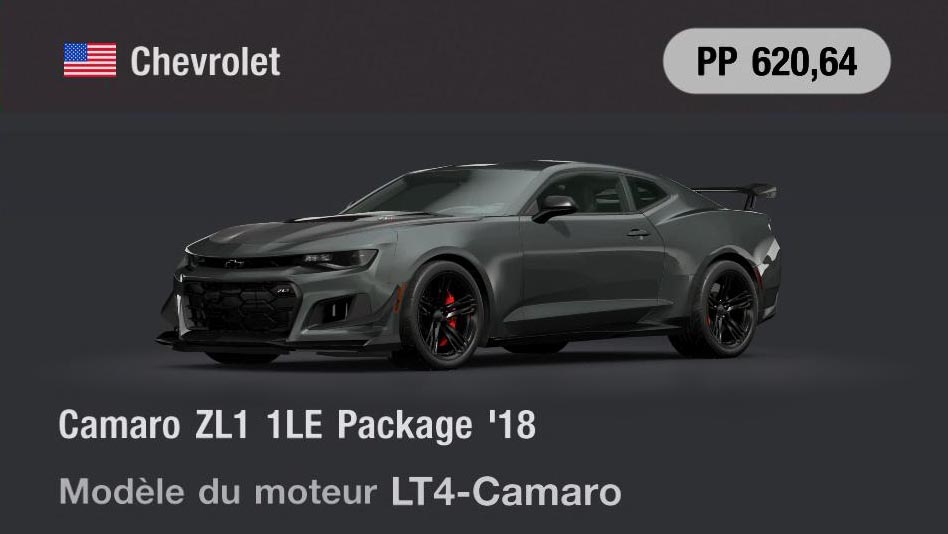 Chevrolet
PP 620,64
Camaro ZL1 1LE Package '18
Modèle du moteur LT4-Camaro